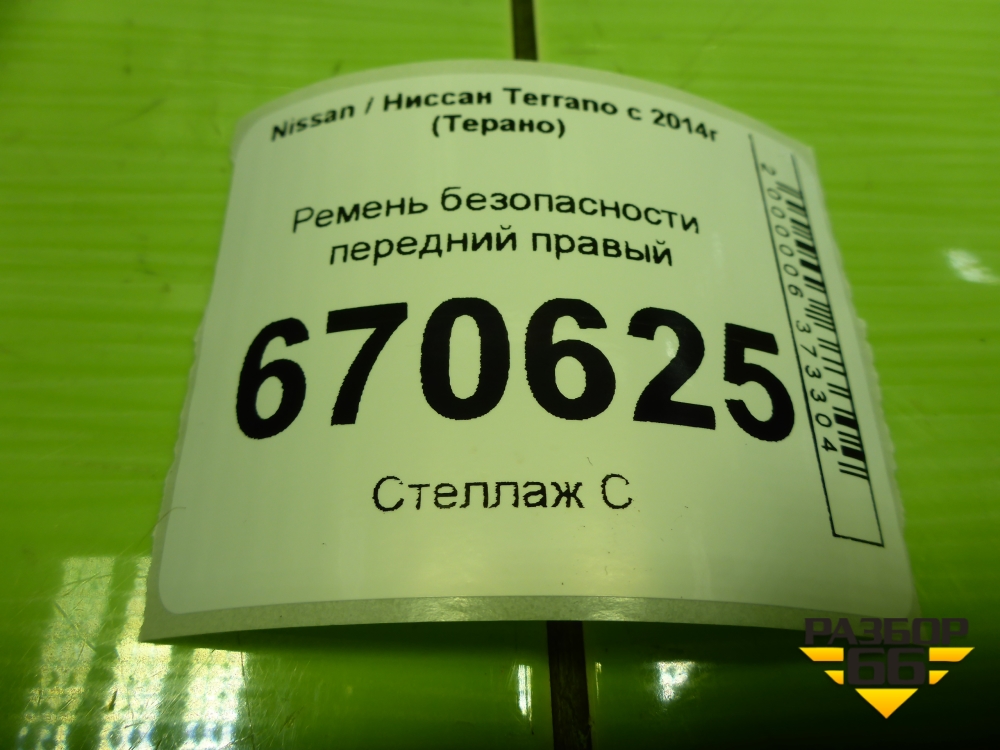 Nissan / Ниссан Terrano с 2014г
(Терано)
Ремень безопасности
передний правый
670625
Стеллаж С
2000006373304
РАЗБОР
66